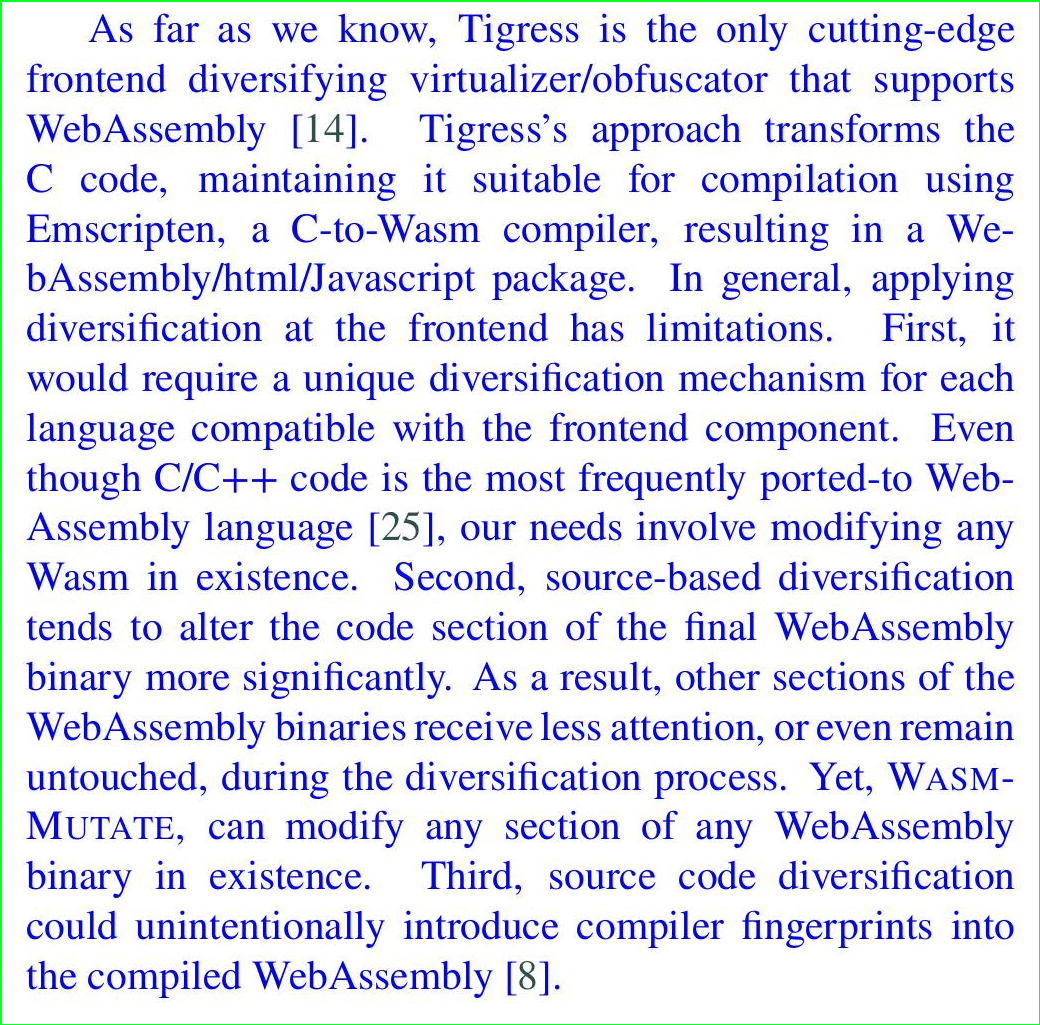 As far as we know, Tigress is the only cutting-edge
frontend diversifying virtualizer/obfuscator that supports
WebAssembly [14]. Tigress's approach transforms the
C code, maintaining it suitable for compilation using
Emscripten, a C-to-Wasm compiler, resulting in a We-
bAssembly/html/Javascript package. In general, applying
diversification at the frontend has limitations. First, it
would require a unique diversification mechanism for each
language compatible with the frontend component. Even
though C/C++ code is the most frequently ported-to Web-
Assembly language [25], our needs involve modifying any
Wasm in existence. Second, source-based diversification
tends to alter the code section of the final WebAssembly
binary more significantly. As a result, other sections of the
WebAssembly binaries receive less attention, or even remain
untouched, during the diversification process. Yet, WASM-
MUTATE, can modify any section of any WebAssembly
binary in existence. Third, source code diversification
could unintentionally introduce compiler fingerprints into
the compiled WebAssembly [8].